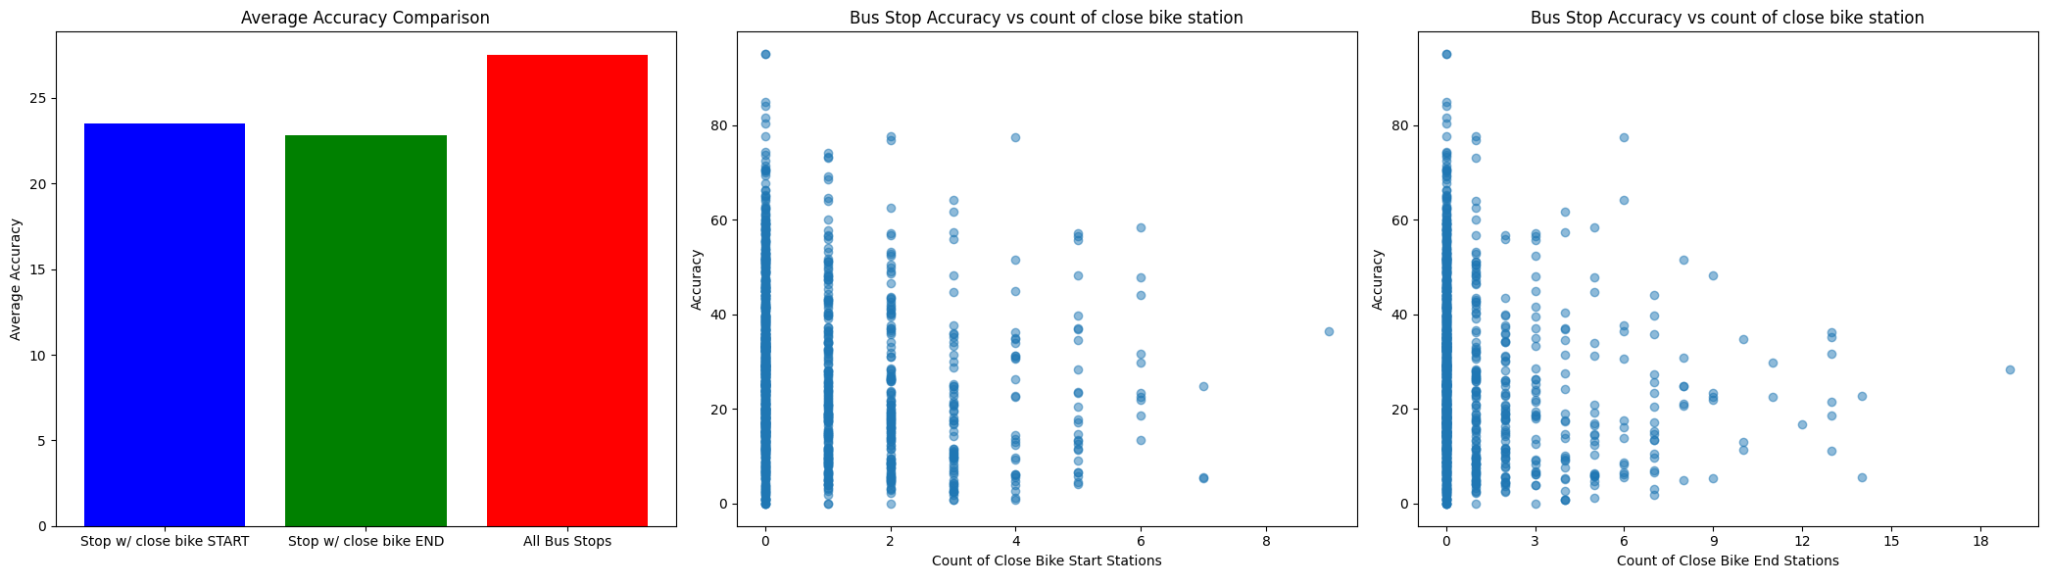 Average Accuracy Comparison
Average Accuracy
25
20
15
10
5
0
Stop w/ close bike START
Stop w/ close bike END
All Bus Stops
Bus Stop Accuracy vs count of close bike station
Accuracy
80
60
40
20
0
0
2
4
6
8
Count of Close Bike Start Stations
Bus Stop Accuracy vs count of close bike station
Accuracy
80
60
40
20
0
0
3
6
9
12
15
18
Count of Close Bike End Stations